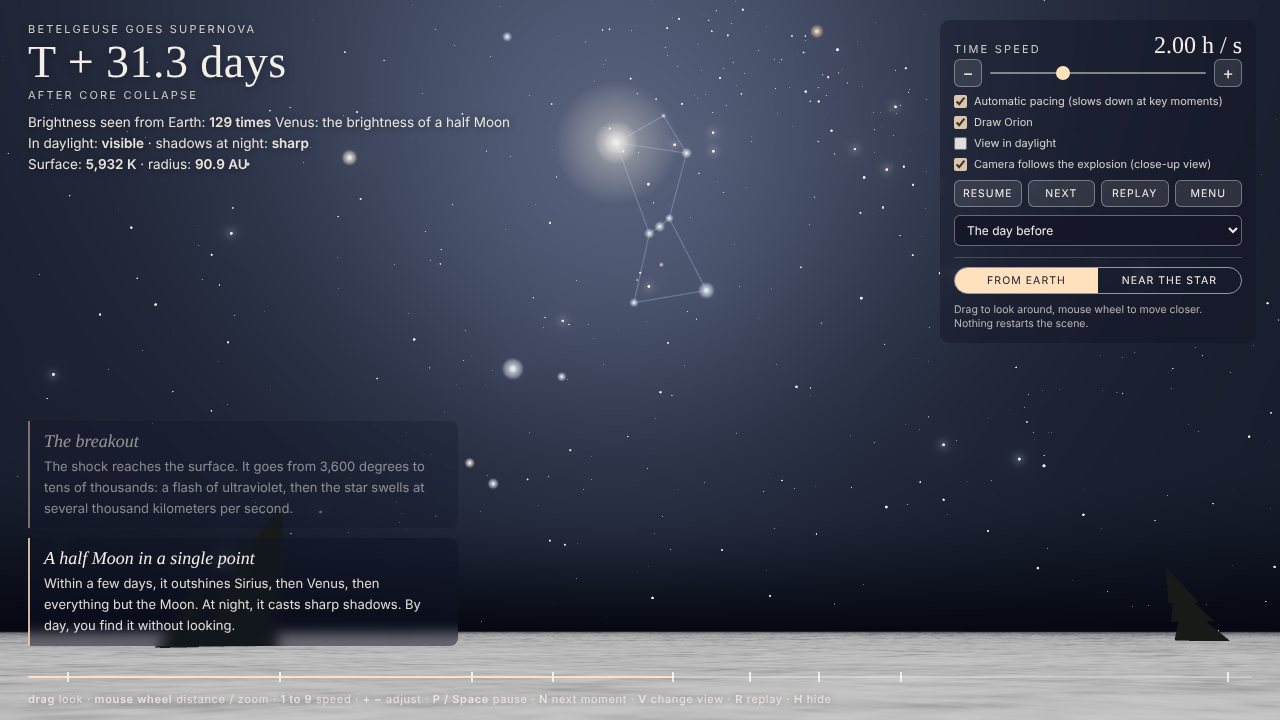 BETELGEUSE GOES SUPERNOVA
T + 31.3 days
AFTER CORE COLLAPSE
Brightness seen from Earth: 129 times Venus: the brightness of a half Moon
In daylight: visible · shadows at night: sharp
Surface: 5,932 K · radius: 90.9 AU
TIME SPEED 2.00 h / s
− +
Automatic pacing (slows down at key moments)
Draw Orion
View in daylight
Camera follows the explosion (close-up view)
RESUME NEXT REPLAY MENU
The day before
FROM EARTH NEAR THE STAR
Drag to look around, mouse wheel to move closer.
Nothing restarts the scene.
The breakout
The shock reaches the surface. It goes from 3,600 degrees to
tens of thousands: a flash of ultraviolet, then the star swells at
several thousand kilometers per second.
A half Moon in a single point
Within a few days, it outshines Sirius, then Venus, then
everything but the Moon. At night, it casts sharp shadows. By
day, you find it without looking.
drag look · mouse wheel distance / zoom · 1 to 9 speed · + − adjust · P / Space pause · N next moment · V change view · R replay · H hide